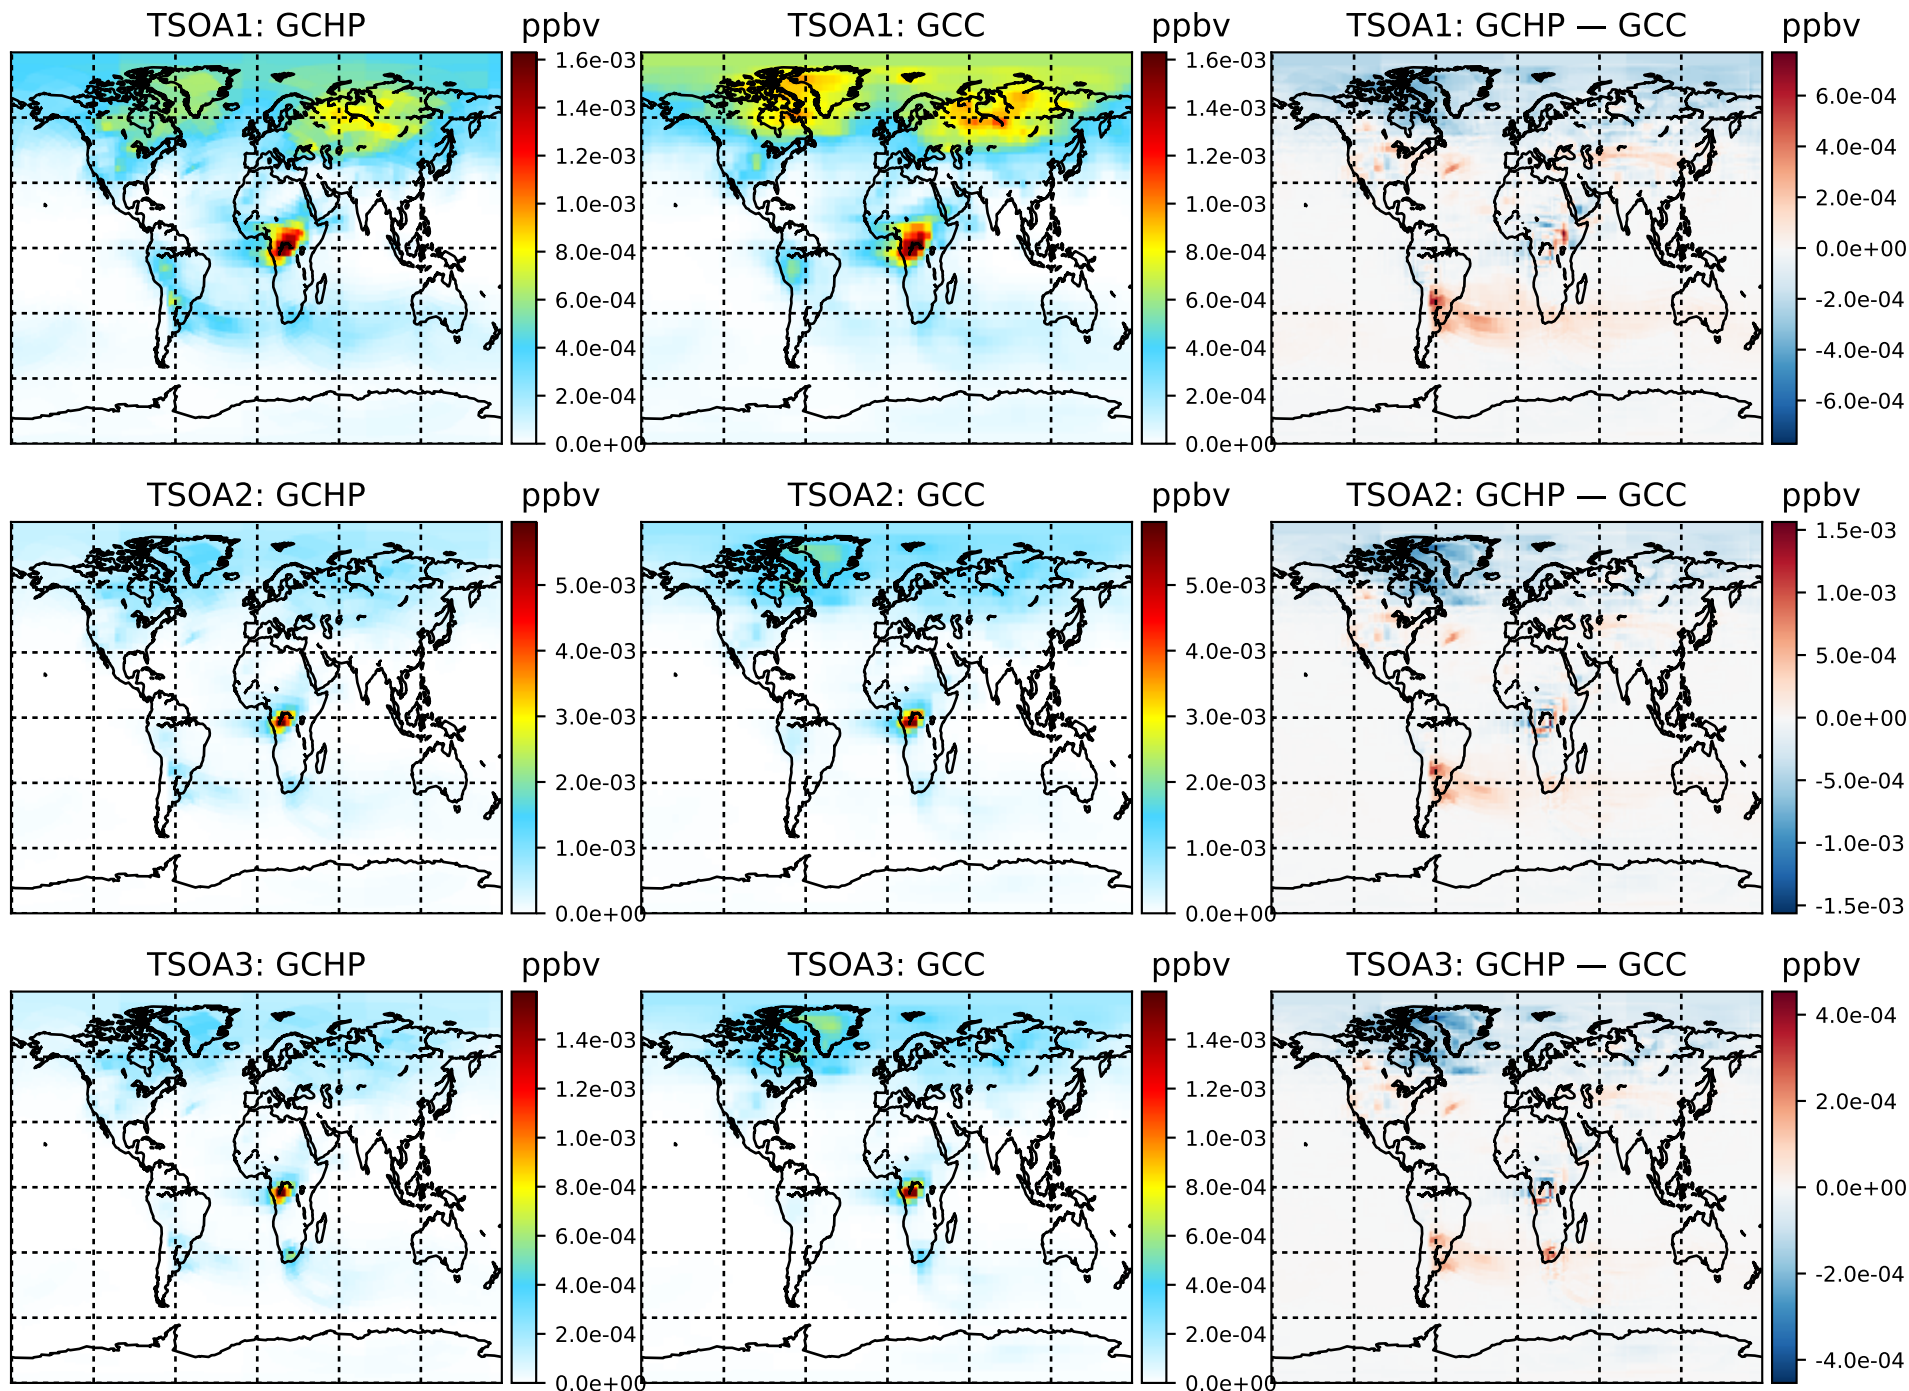 TSOA1: GCHP
ppbv
1.6e-03
1.4e-03
1.2e-03
1.0e-03
8.0e-04
6.0e-04
4.0e-04
2.0e-04
0.0e+00
TSOA1: GCC
ppbv
1.6e-03
1.4e-03
1.2e-03
1.0e-03
8.0e-04
6.0e-04
4.0e-04
2.0e-04
0.0e+00
TSOA1: GCHP — GCC
ppbv
6.0e-04
4.0e-04
2.0e-04
0.0e+00
-2.0e-04
-4.0e-04
-6.0e-04
TSOA2: GCHP
ppbv
5.0e-03
4.0e-03
3.0e-03
2.0e-03
1.0e-03
0.0e+00
TSOA2: GCC
ppbv
5.0e-03
4.0e-03
3.0e-03
2.0e-03
1.0e-03
0.0e+00
TSOA2: GCHP — GCC
ppbv
1.5e-03
1.0e-03
5.0e-04
0.0e+00
-5.0e-04
-1.0e-03
-1.5e-03
TSOA3: GCHP
ppbv
1.4e-03
1.2e-03
1.0e-03
8.0e-04
6.0e-04
4.0e-04
2.0e-04
0.0e+00
TSOA3: GCC
ppbv
1.4e-03
1.2e-03
1.0e-03
8.0e-04
6.0e-04
4.0e-04
2.0e-04
0.0e+00
TSOA3: GCHP — GCC
ppbv
4.0e-04
2.0e-04
0.0e+00
-2.0e-04
-4.0e-04